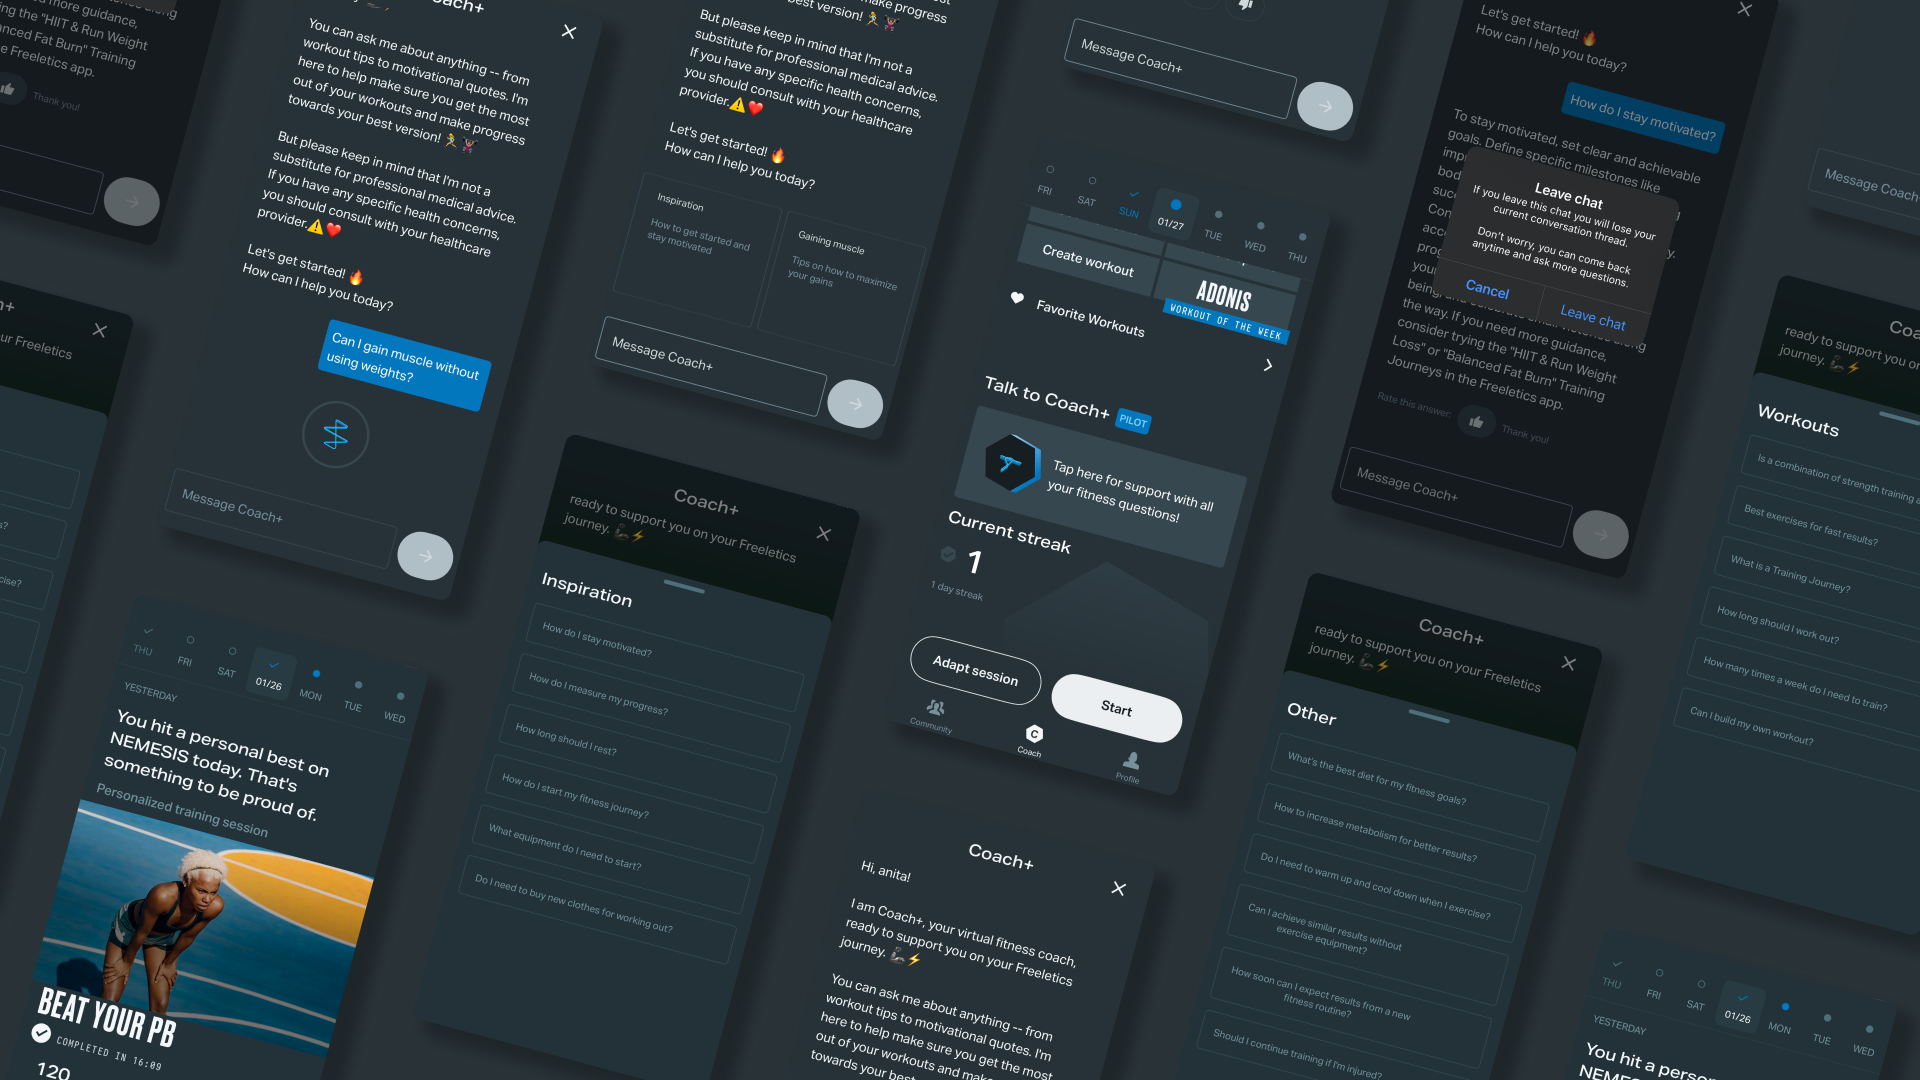 ed more guidance,
ng the "HIIT & Run Weight
anced Fat Burn" Training
e Freeletics app.
Thank you!
ur Freeletics
Coach+
You can ask me about anything -- from
workout tips to motivational quotes. I'm
here to help make sure you get the most
out of your workouts and make progress
towards your best version!
But please keep in mind that I'm not a
substitute for professional medical advice.
If you have any specific health concerns,
you should consult with your healthcare
provider.
Let's get started!
How can I help you today?
Can I gain muscle without
using weights?
Message Coach+
THU
FRI
SAT
01/26
MON
TUE
WED
YESTERDAY
You hit a personal best on
NEMESIS today. That's
something to be proud of.
Personalized training session
BEAT YOUR PB
COMPLETED IN 16:09
120
best version!
But please keep in mind that I'm not a
substitute for professional medical advice.
If you have any specific health concerns,
you should consult with your healthcare
provider.
Let's get started!
How can I help you today?
Inspiration
How to get started and
stay motivated
Gaining muscle
Tips on how to maximize
your gains
Message Coach+
Coach+
ready to support you on your Freeletics
journey.
Inspiration
How do I stay motivated?
How do I measure my progress?
How long should I rest?
How do I start my fitness journey?
What equipment do I need to start?
Do I need to buy new clothes for working out?
Message Coach+
FRI
SAT
SUN
01/27
TUE
WED
THU
Create workout
ADONIS
WORKOUT OF THE WEEK
Favorite Workouts
Talk to Coach+ PILOT
Tap here for support with all
your fitness questions!
Current streak
1
1 day streak
Adapt session
Start
Community
Coach
Profile
Coach+
Hi, anita!
I am Coach+, your virtual fitness coach,
ready to support you on your Freeletics
journey.
You can ask me about anything -- from
workout tips to motivational quotes. I'm
here to help make sure you get the most
out of your workouts and make
towards your best
Let's get started!
How can I help you today?
How do I stay motivated?
To stay motivated, set clear and achievable
goals. Define specific milestones like
Leave chat
If you leave this chat you will lose your
current conversation thread.
Don't worry, you can come back
anytime and ask more questions.
Cancel
Leave chat
the way. If you need more guidance,
consider trying the "HIIT & Run Weight
Loss" or "Balanced Fat Burn" Training
Journeys in the Freeletics app.
Rate this answer:
Thank you!
Message Coach+
Coach+
ready to support you on your Freeletics
journey.
Other
What's the best diet for my fitness goals?
How to increase metabolism for better results?
Do I need to warm up and cool down when I exercise?
Can I achieve similar results without
exercise equipment?
How soon can I expect results from a new
fitness routine?
Should I continue training if I'm injured?
Message Coach+
ready to support you on
journey.
Workouts
Is a combination of strength training
Best exercises for fast results?
What is a Training Journey?
How long should I work out?
How many times a week do I need to train?
Can I build my own workout?
THU
FRI
SAT
01/26
MON
TUE
WED
YESTERDAY
You hit a personal best on